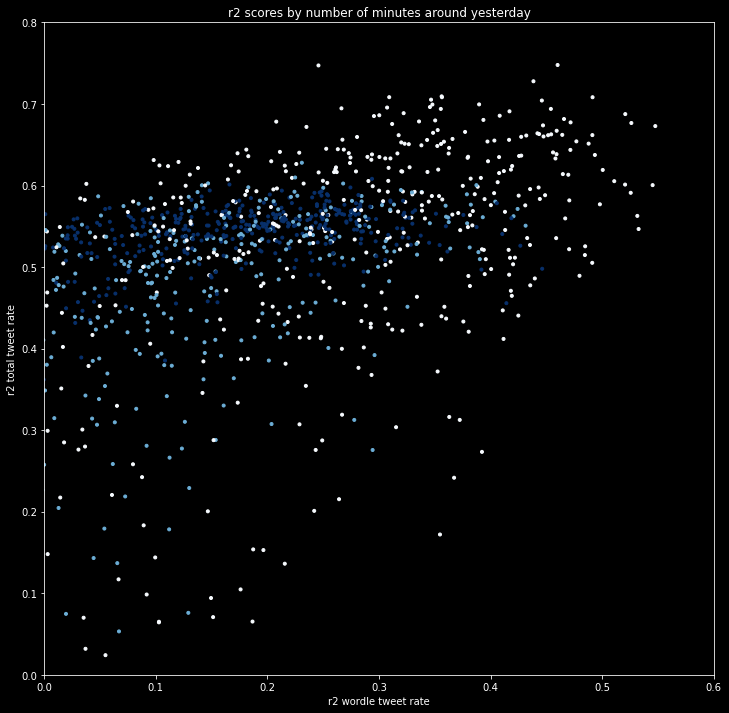 r2 scores by number of minutes around yesterday
0.8
0.7
0.6
0.5
0.4
0.3
0.2
0.1
0.0
r2 total tweet rate
0.0 0.1 0.2 0.3 0.4 0.5 0.6
r2 wordle tweet rate